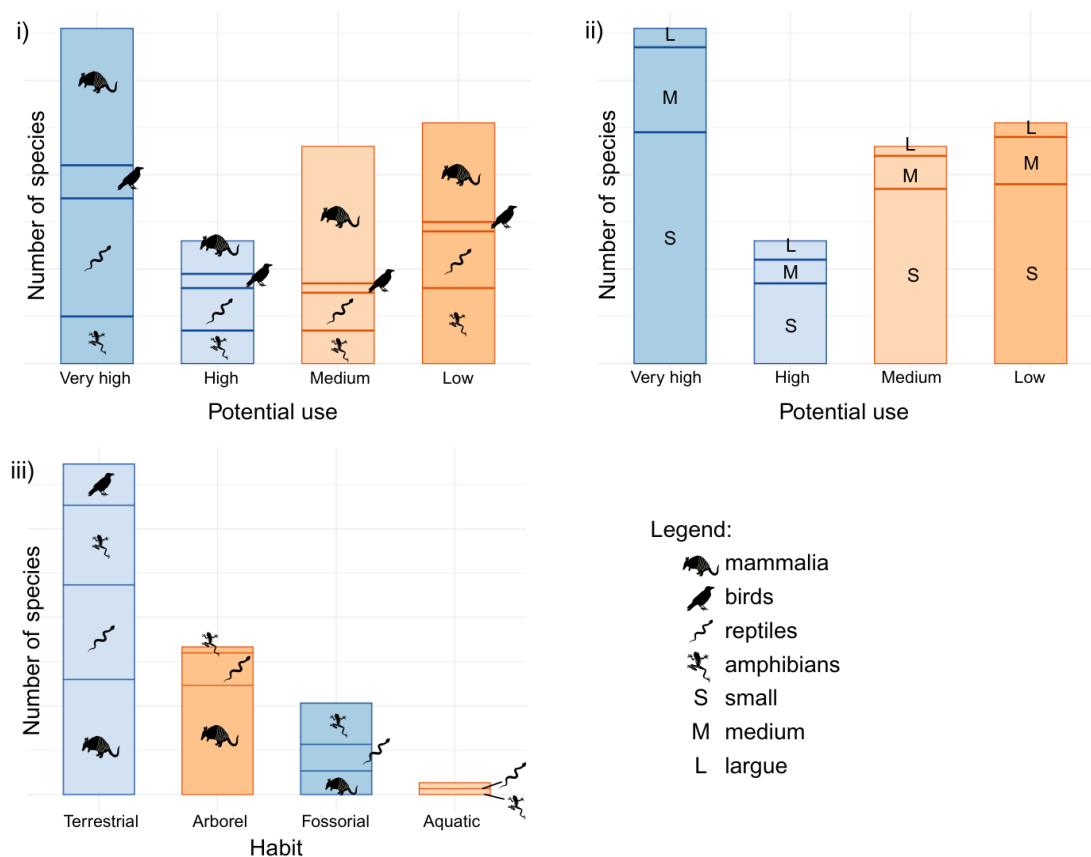 i)
Number of species
L
M
S
L
M
S
L
M
S
L
M
S
Very high High Medium Low
Potential use
ii)
Number of species
Very high High Medium Low
Potential use
iii)
Number of species
Terrestrial Arborel Fossorial Aquatic
Habit
Legend:
mammalia
birds
reptiles
amphibians
S small
M medium
L largue